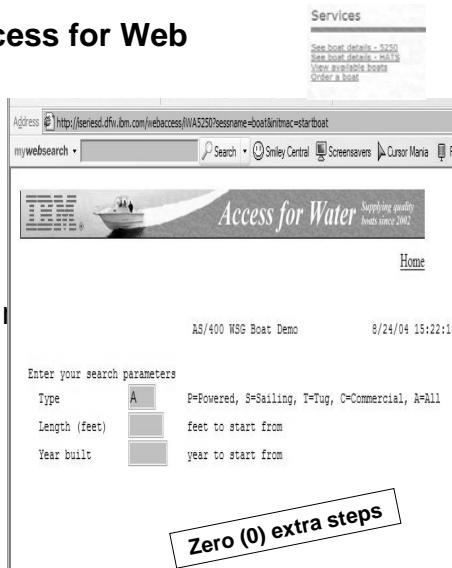 cess for Web
Services
See boat details - 5250
See boat details - HATS
View available boats
Order a boat
Address http://iseriesd.dfw.ibm.com/webaccess/iWA5250?sessname=boat&initmac=startboat
mywebsearch Search Smiley Central Screensavers Cursor Mania
IBM Access for Water Supplying quality
boats since 2002
Home
AS/400 WSG Boat Demo 8/24/04 15:22:1
Enter your search parameters
Type A P=Powered, S=Sailing, T=Tug, C=Commercial, A=All
Length (feet) feet to start from
Year built year to start from
Zero (0) extra steps